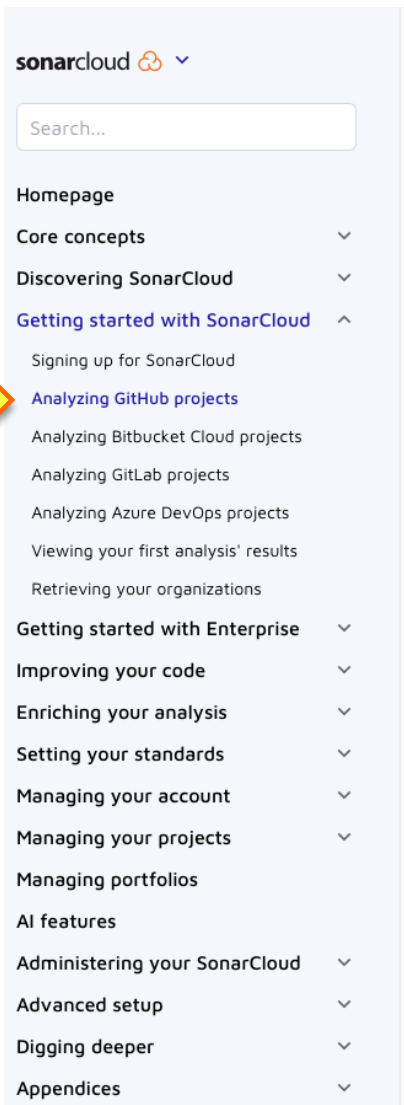 sonarcloud
Search...
Homepage
Core concepts
Discovering SonarCloud
Getting started with SonarCloud
Signing up for SonarCloud
Analyzing GitHub projects
Analyzing Bitbucket Cloud projects
Analyzing GitLab projects
Analyzing Azure DevOps projects
Viewing your first analysis' results
Retrieving your organizations
Getting started with Enterprise
Improving your code
Enriching your analysis
Setting your standards
Managing your account
Managing your projects
Managing portfolios
AI features
Administering your SonarCloud
Advanced setup
Digging deeper
Appendices